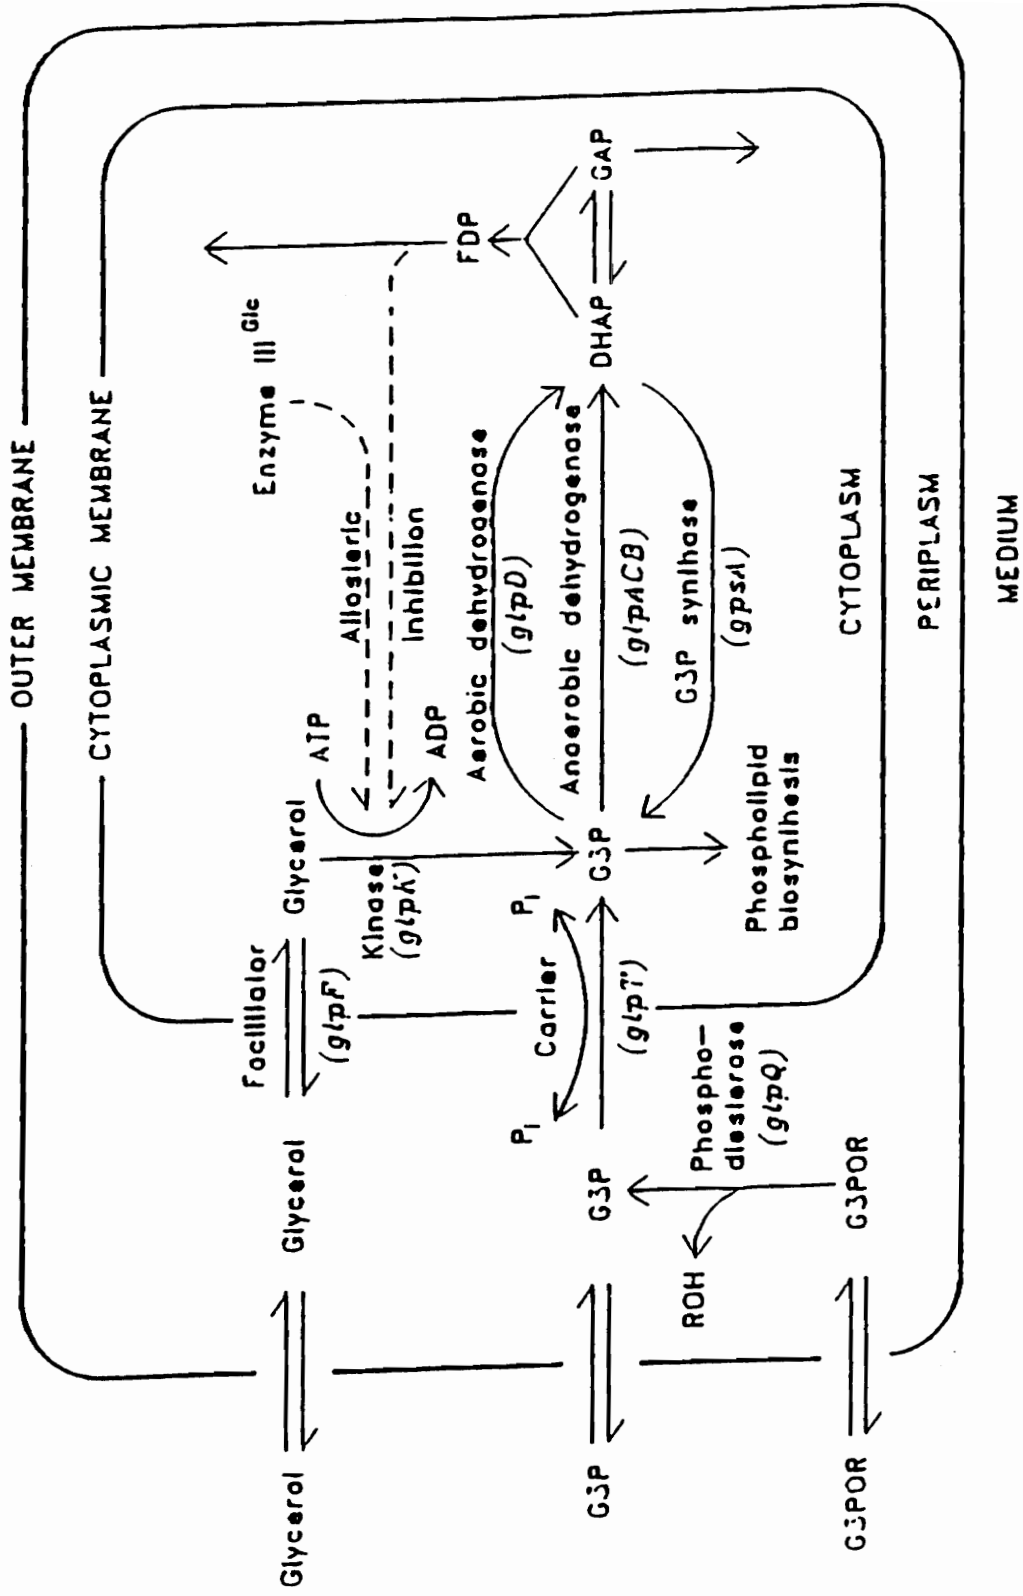 OUTER MEMBRANE
CYTOPLASMIC MEMBRANE
Enzyme III Glc
Allosteric
Inhibition
FDP
Glycerol
Glycerol
Facilitator
(glpF)
Glycerol
ATP
ADP
Kinase
(glpK)
Aerobic dehydrogenase
(glpD)
Anaerobic dehydrogenase
(glpACB)
G3P synthase
(gpsA)
G3P
G3P
Pi
Carrier
Pi
(glpT)
G3P
DHAP
GAP
ROH
Phospho-
diesterase
(glpQ)
Phospholipid
biosynthesis
G3POR
G3POR
CYTOPLASM
PERIPLASM
MEDIUM